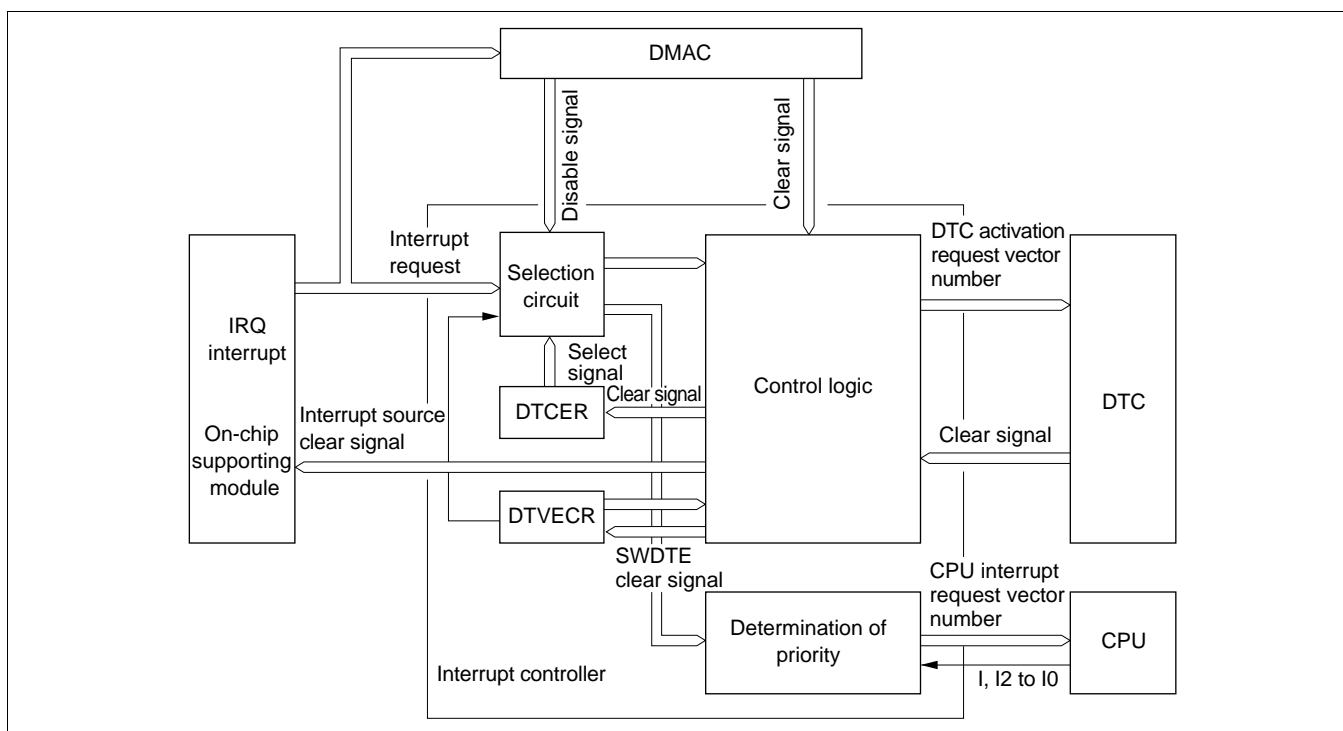 DMAC
Disable signal
Clear signal
Interrupt
request
Selection
circuit
DTC activation
request vector
number
IRQ
interrupt
On-chip
supporting
module
Select
signal
Control logic
DTC
DTCER
Clear signal
Interrupt source
clear signal
Clear signal
DTVECR
SWDTE
clear signal
CPU interrupt
request vector
number
Determination of
priority
CPU
I, I2 to I0
Interrupt controller